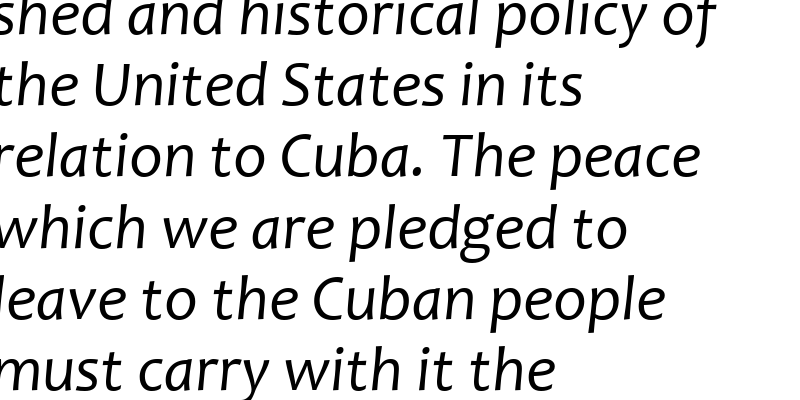 shed and historical policy of
the United States in its
relation to Cuba. The peace
which we are pledged to
leave to the Cuban people
must carry with it the